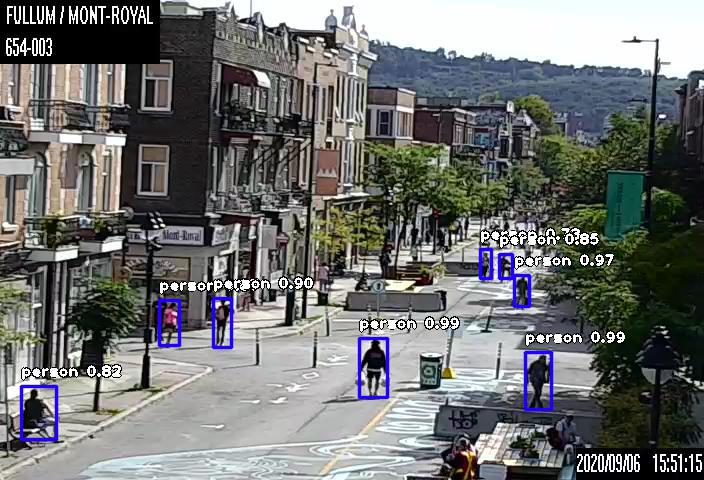 FULLUM / MONT-ROYAL
654-003
person 0.85
person 0.97
person 0.90
person 0.99
person 0.99
person 0.82
Mont-Royal
2020/09/06 15:51:15